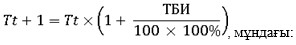 Tt + 1 = Tt × (1 + ТБИ / (100 × 100%)), мұндағы: